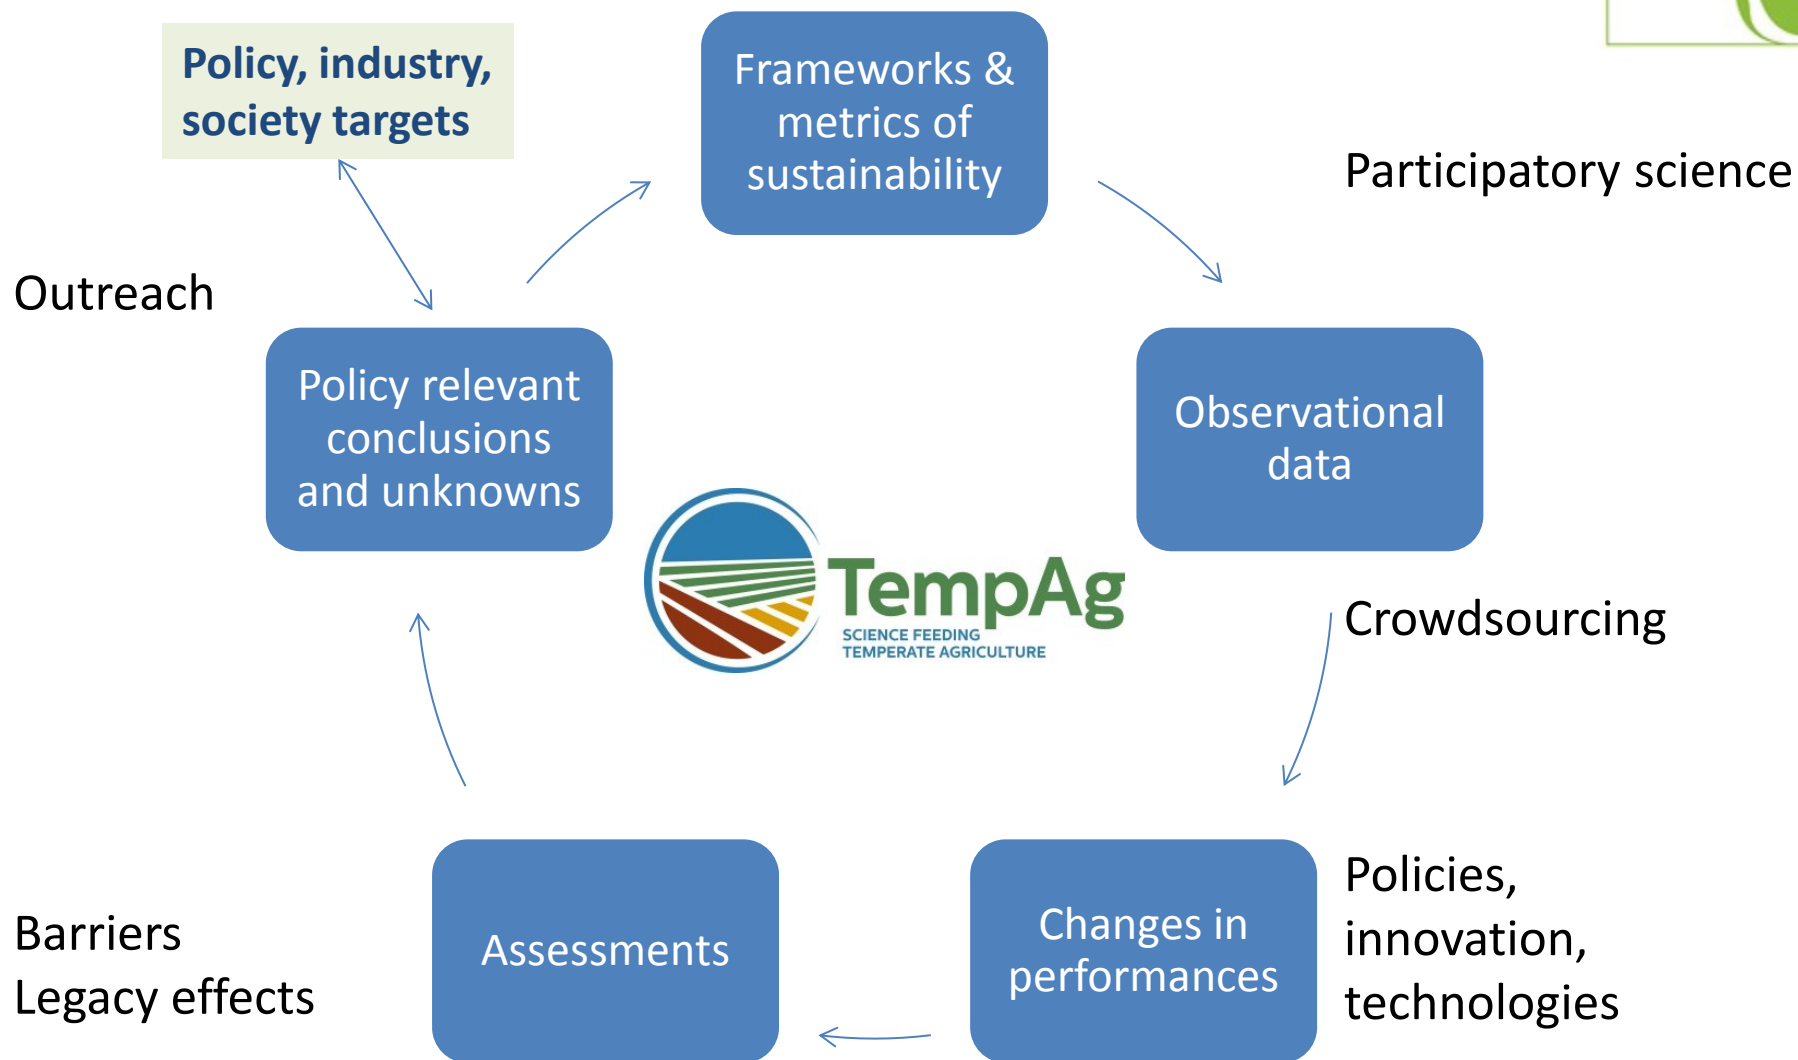 Policy, industry,
society targets
Frameworks &
metrics of
sustainability
Participatory science
Outreach
Policy relevant
conclusions
and unknowns
Observational
data
TempAg
SCIENCE FEEDING
TEMPERATE AGRICULTURE
Crowdsourcing
Barriers
Legacy effects
Assessments
Changes in
performances
Policies,
innovation,
technologies